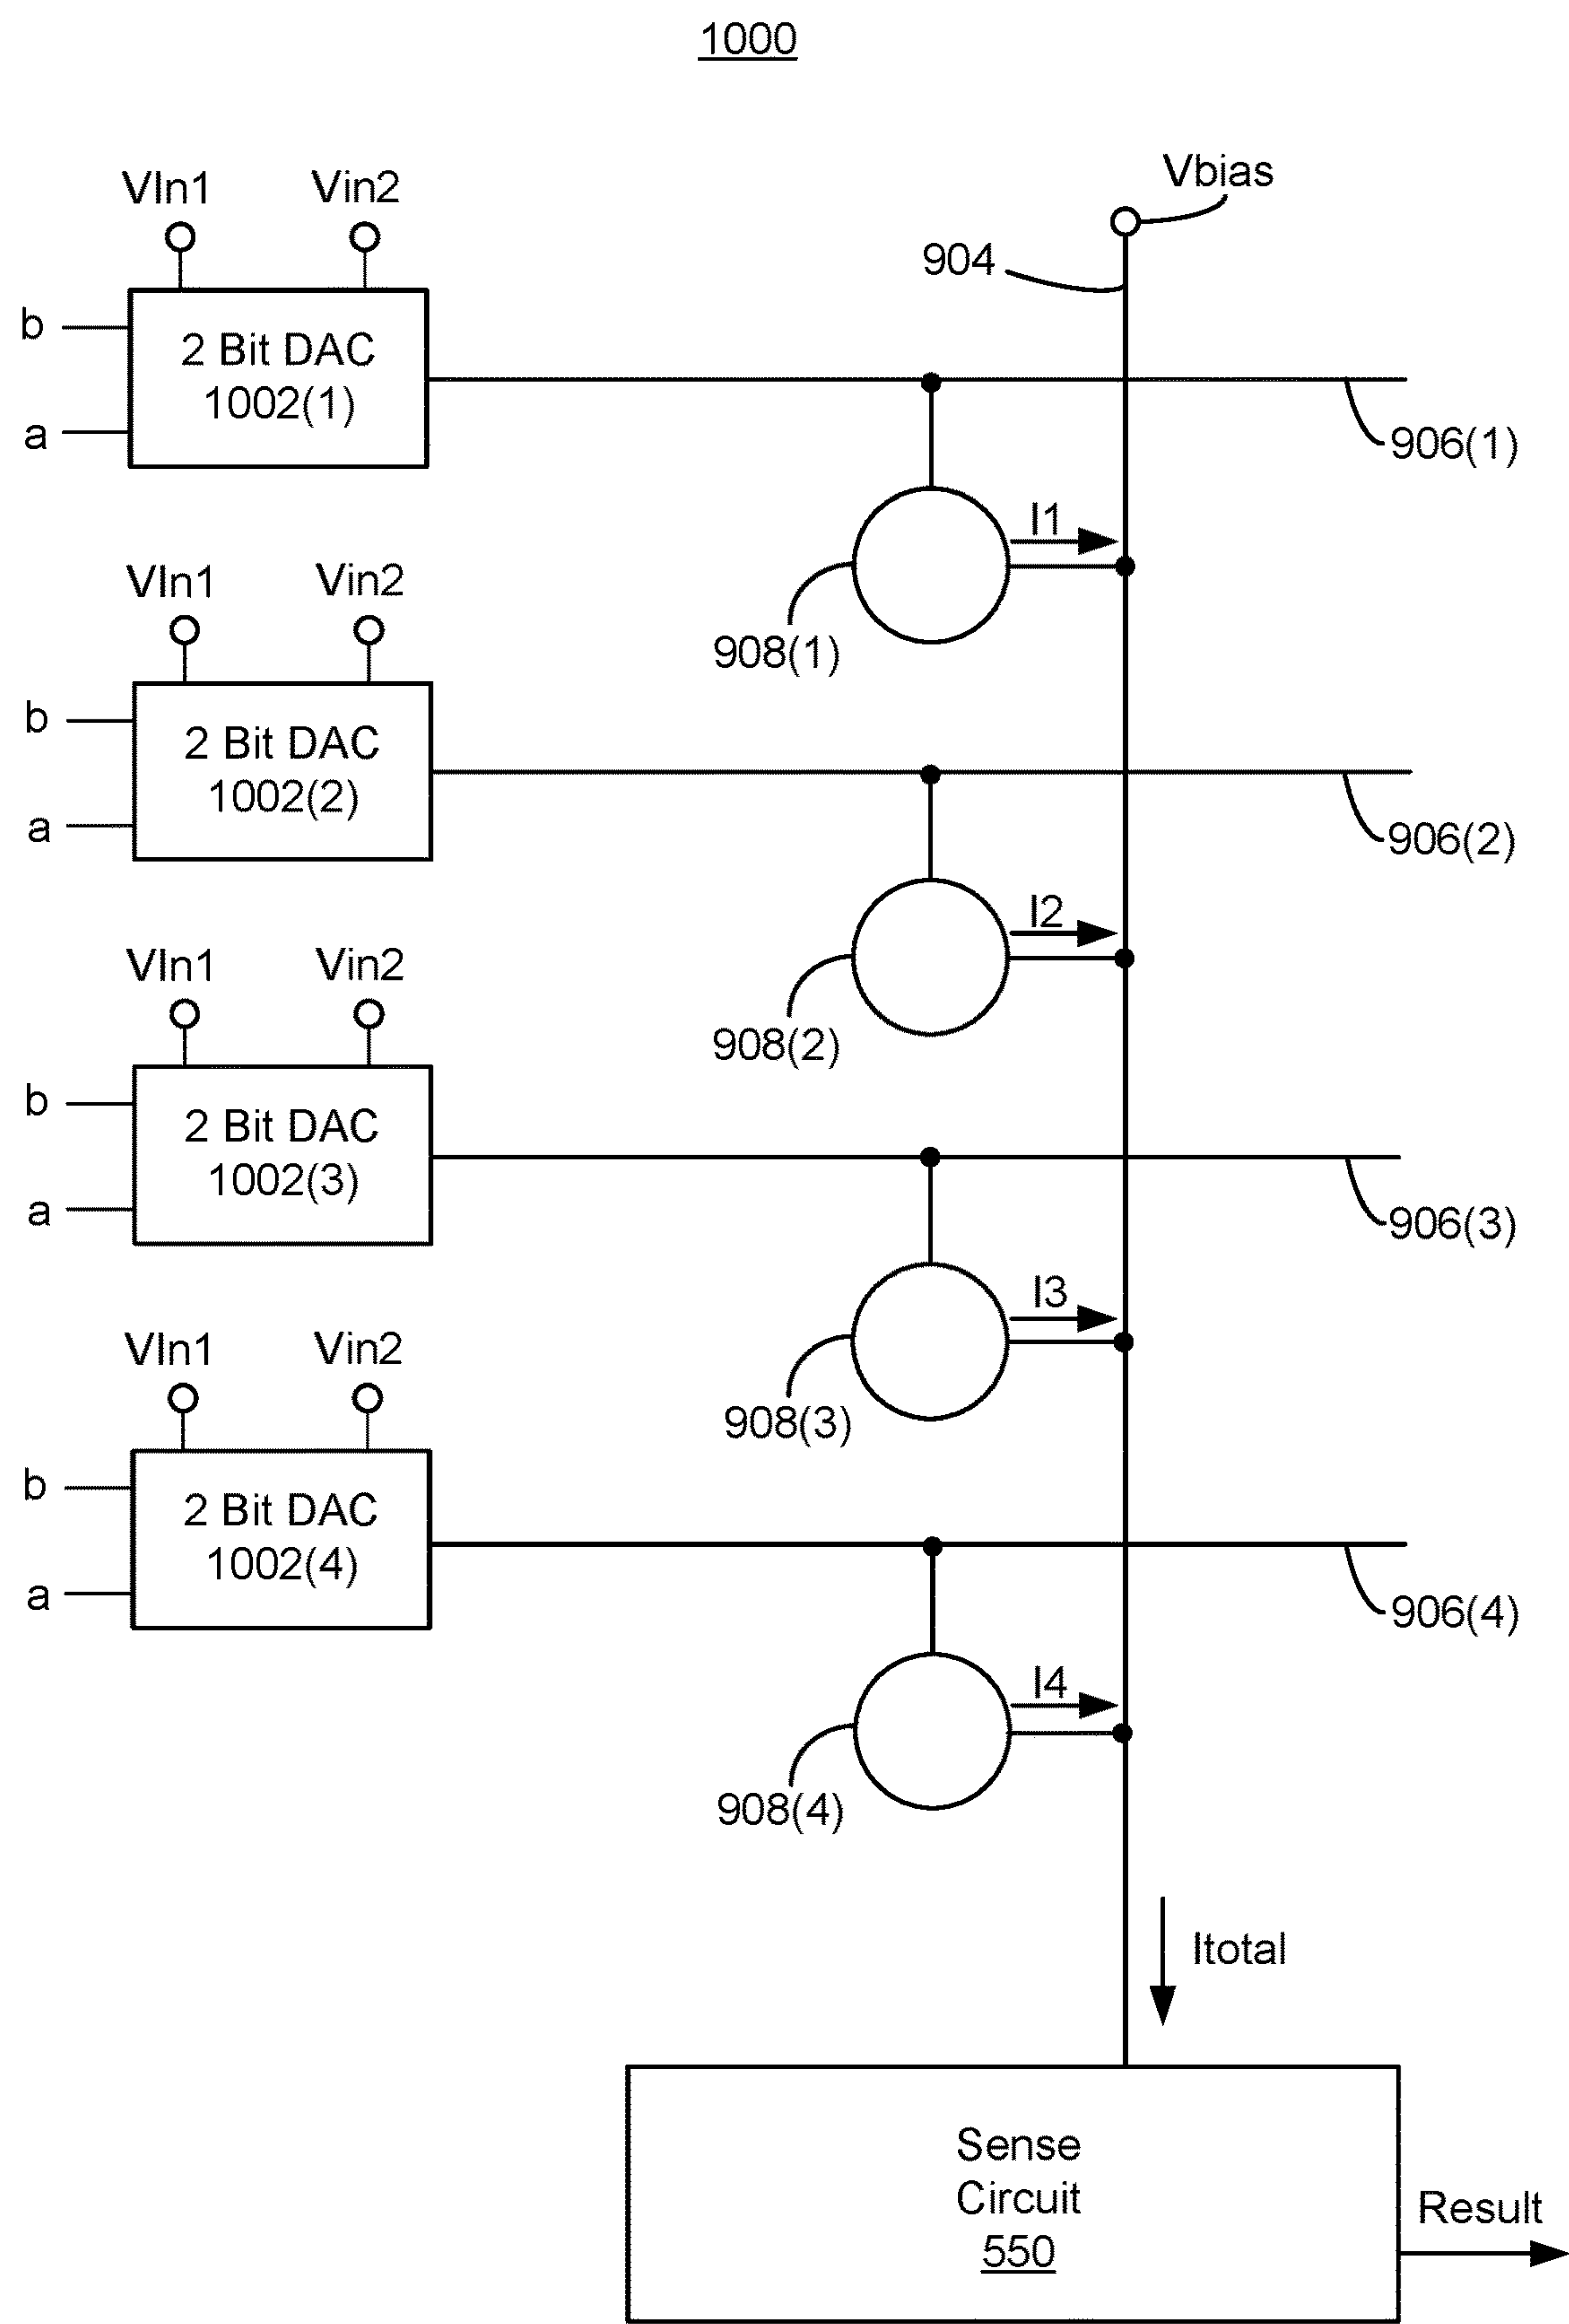 1000
Vbias
VIn1 Vin2
904
b
2 Bit DAC
1002(1)
a
906(1)
I1
908(1)
VIn1 Vin2
b
2 Bit DAC
1002(2)
a
906(2)
I2
908(2)
VIn1 Vin2
b
2 Bit DAC
1002(3)
a
906(3)
I3
908(3)
VIn1 Vin2
b
2 Bit DAC
1002(4)
a
906(4)
I4
908(4)
Itotal
Sense
Circuit
550
Result